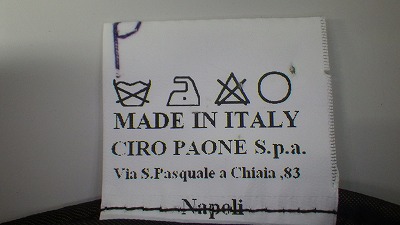 P
MADE IN ITALY
CIRO PAONE S.p.a.
Via S.Pasquale a Chiaia ,83
Napoli